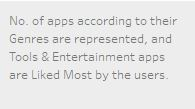 No. of apps according to their
Genres are represented, and
Tools & Entertainment apps
are Liked Most by the users.